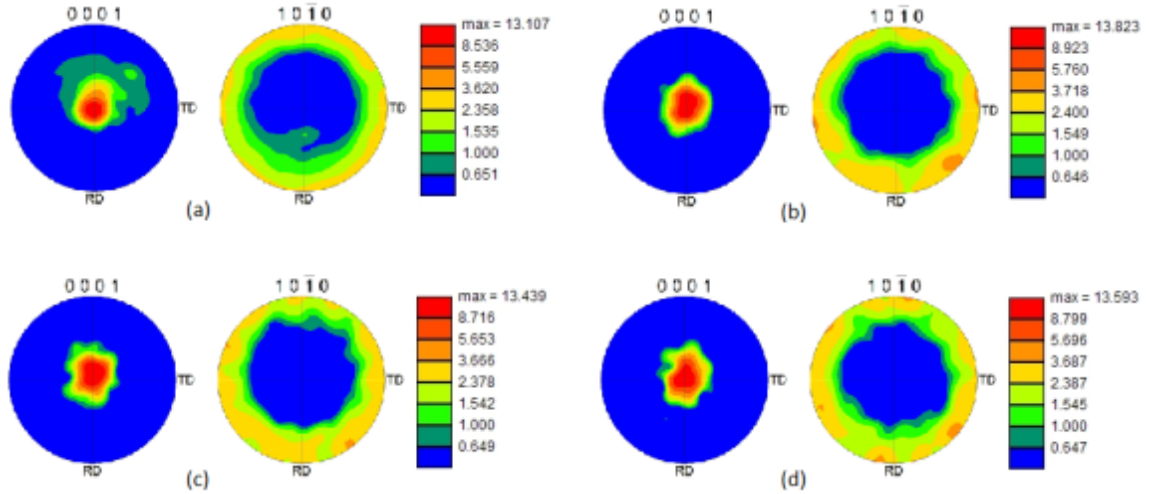 0 0 0 1
1 0 1̅ 0
TD
TD
RD
RD
max = 13.107
8.536
5.559
3.620
2.358
1.535
1.000
0.651
(a)
0 0 0 1
1 0 1̅ 0
TD
TD
RD
RD
max = 13.823
8.923
5.760
3.718
2.400
1.549
1.000
0.646
(b)
0 0 0 1
1 0 1̅ 0
TD
TD
RD
RD
max = 13.439
8.716
5.653
3.666
2.378
1.542
1.000
0.649
(c)
0 0 0 1
1 0 1̅ 0
TD
TD
RD
RD
max = 13.593
8.799
5.696
3.687
2.387
1.545
1.000
0.647
(d)